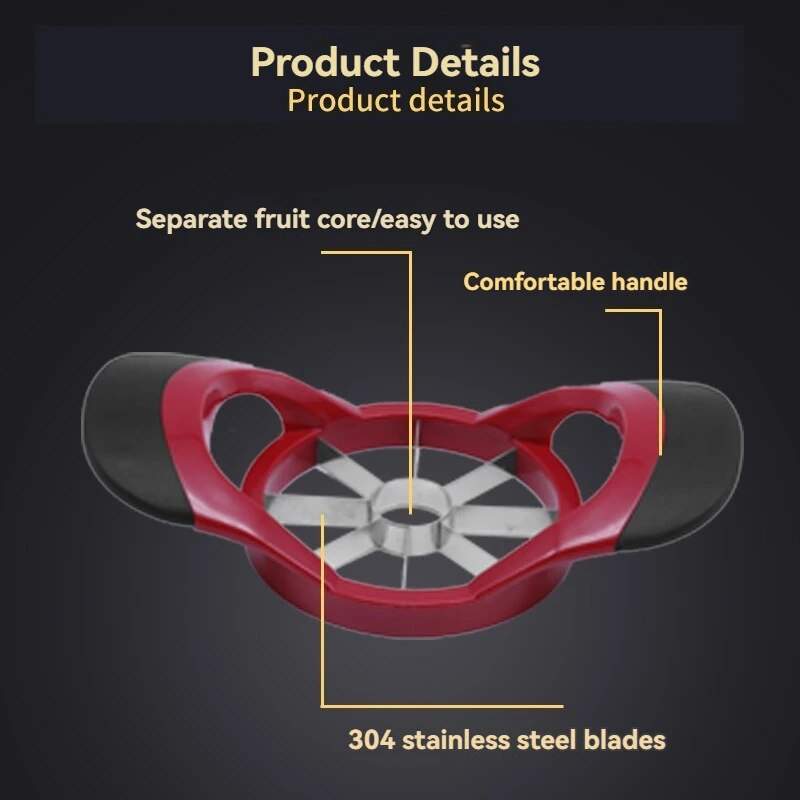 Product Details
Product details
Separate fruit core/easy to use
Comfortable handle
304 stainless steel blades